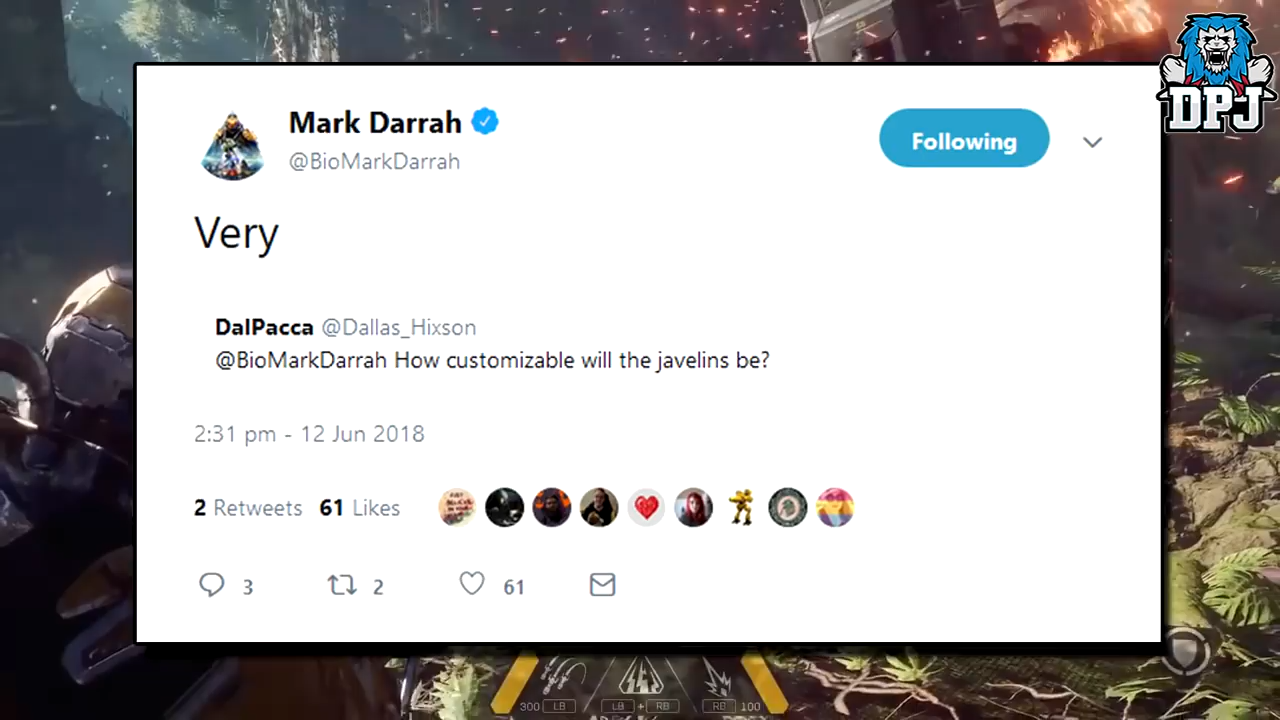 DPJ
Mark Darrah
@BioMarkDarrah
Following
Very
DalPacca @Dallas_Hixson
@BioMarkDarrah How customizable will the javelins be?
2:31 pm - 12 Jun 2018
2 Retweets 61 Likes
3 2 61
300 LB LB + RB RB 100